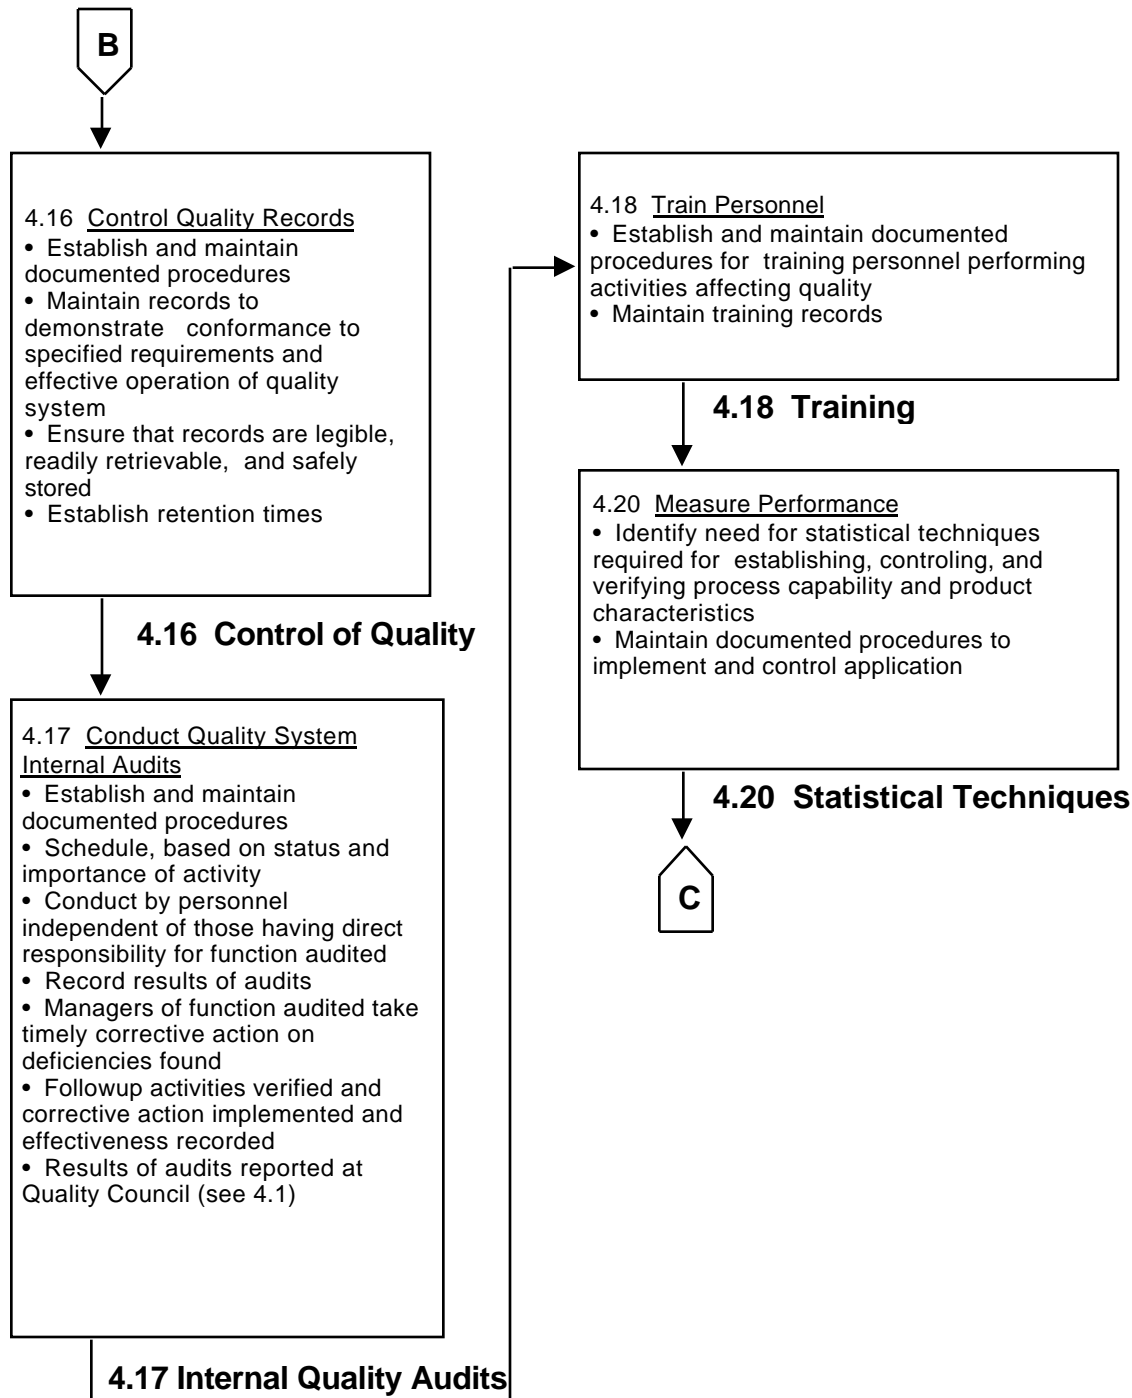 B
4.16 Control Quality Records
• Establish and maintain
documented procedures
• Maintain records to
demonstrate conformance to
specified requirements and
effective operation of quality
system
• Ensure that records are legible,
readily retrievable, and safely
stored
• Establish retention times
4.16 Control of Quality
4.17 Conduct Quality System
Internal Audits
• Establish and maintain
documented procedures
• Schedule, based on status and
importance of activity
• Conduct by personnel
independent of those having direct
responsibility for function audited
• Record results of audits
• Managers of function audited take
timely corrective action on
deficiencies found
• Followup activities verified and
corrective action implemented and
effectiveness recorded
• Results of audits reported at
Quality Council (see 4.1)
4.17 Internal Quality Audits
4.18 Train Personnel
• Establish and maintain documented
procedures for training personnel performing
activities affecting quality
• Maintain training records
4.18 Training
4.20 Measure Performance
• Identify need for statistical techniques
required for establishing, controling, and
verifying process capability and product
characteristics
• Maintain documented procedures to
implement and control application
4.20 Statistical Techniques
C